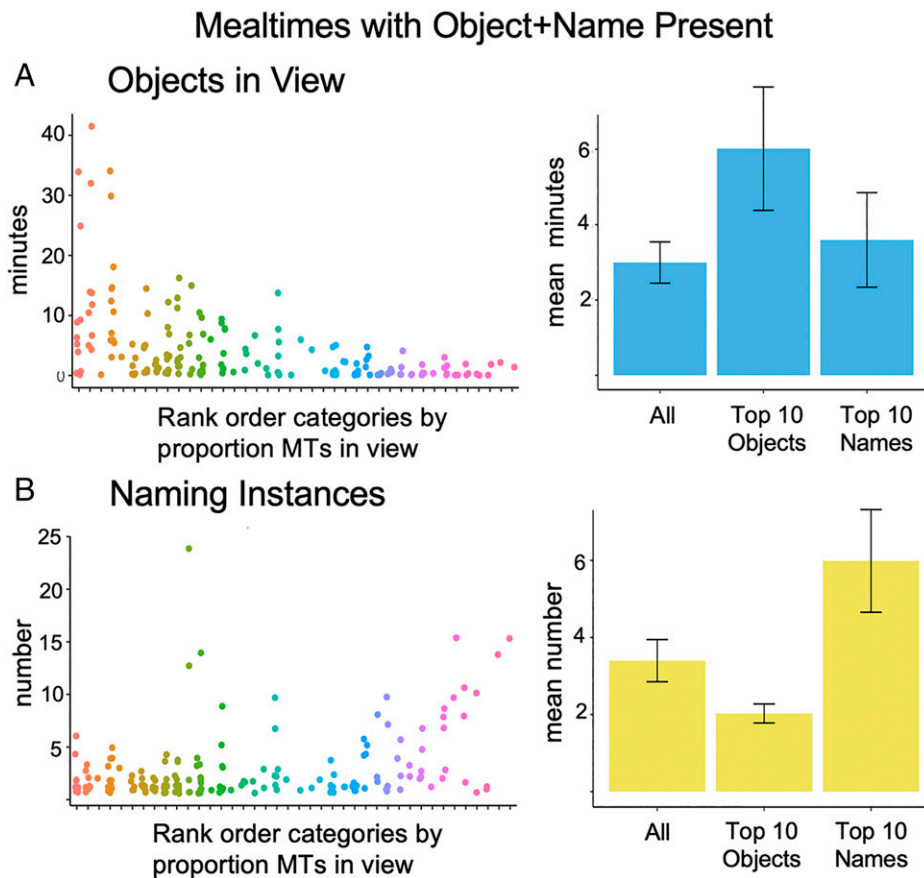 Mealtimes with Object+Name Present
A Objects in View
minutes
40
30
20
10
0
Rank order categories by
proportion MTs in view
mean minutes
6
4
2
All
Top 10
Objects
Top 10
Names
B Naming Instances
number
25
20
15
10
5
Rank order categories by
proportion MTs in view
mean number
6
4
2
All
Top 10
Objects
Top 10
Names